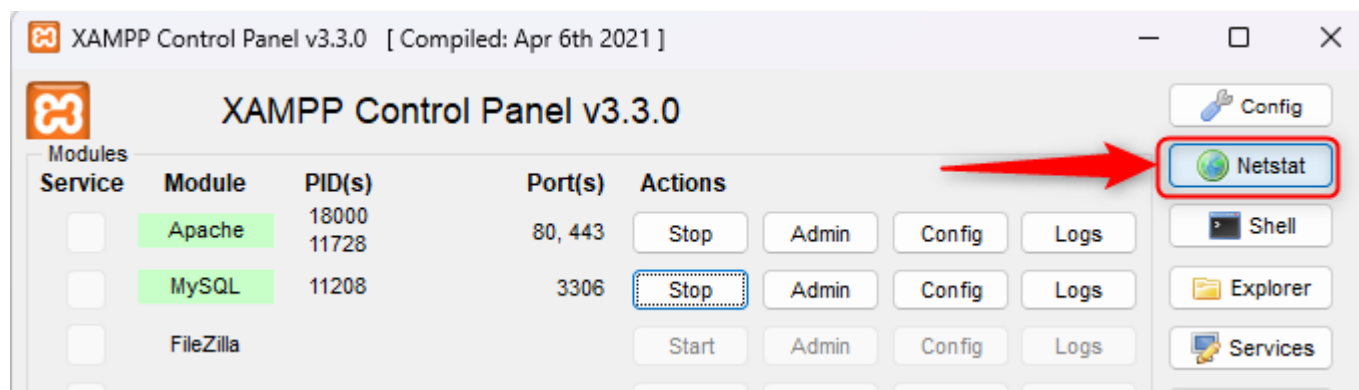 XAMPP Control Panel v3.3.0 [ Compiled: Apr 6th 2021 ]
XAMPP Control Panel v3.3.0
Config
Modules
Netstat
Service Module PID(s) Port(s) Actions
Apache 18000 11728 80, 443 Stop Admin Config Logs
Shell
MySQL 11208 3306 Stop Admin Config Logs
Explorer
FileZilla Start Admin Config Logs
Services